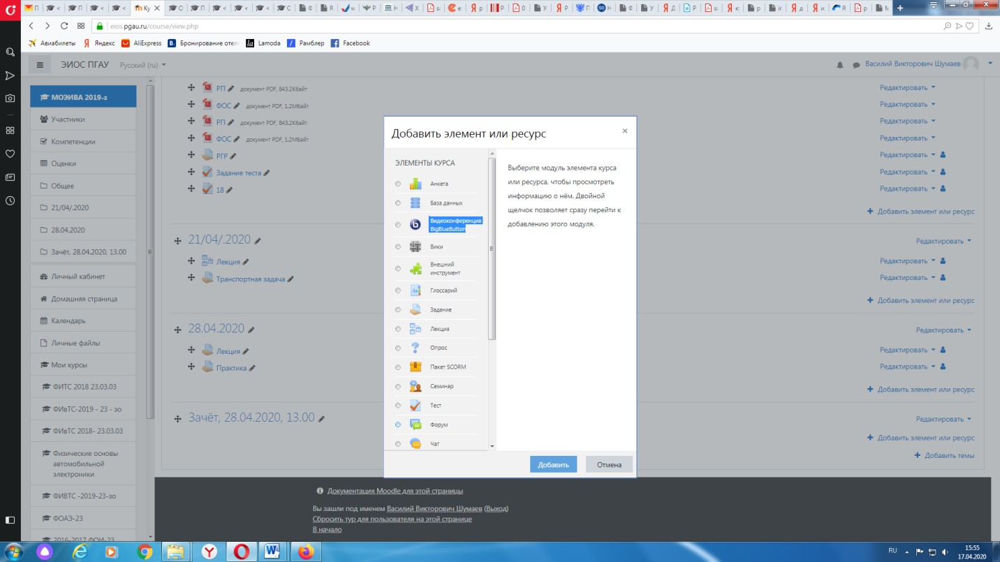 Ку
eios.pgau.ru/course/view.php
Авиабилеты Яндекс AliExpress Бронирование отел Lamoda Рамблер Facebook
ЭИОС ПГАУ Русский (ru) Василий Викторович Шумаев
МОЭИВА 2019-з
Участники
Компетенции
Оценки
Общее
21/04/.2020
28.04.2020
Зачёт, 28.04.2020, 13.00
Личный кабинет
Домашняя страница
Календарь
Личные файлы
Мои курсы
ФИТС 2018 23.03.03
ФИвТС-2019 - 23 - зо
ФИвТС 2018- 23.03.03
Физические основы
автомобильной
электроники
ФИВТС -2019-23-зо
ФОАЭ-23
2016-2017 ФОИ-23
РП документ PDF, 843.2Кбайт Редактировать
ФОС документ PDF, 1.2Мбайт Редактировать
РП документ PDF, 843.2Кбайт Редактировать
ФОС документ PDF, 1.2Мбайт Редактировать
РГР Редактировать
Задание теста Редактировать
18 Редактировать
Добавить элемент или ресурс
21/04/.2020 Редактировать
Лекция Редактировать
Транспортная задача Редактировать
Добавить элемент или ресурс
28.04.2020 Редактировать
Лекция Редактировать
Практика Редактировать
Добавить элемент или ресурс
Зачёт, 28.04.2020, 13.00 Редактировать
Добавить элемент или ресурс
Добавить темы
Добавить элемент или ресурс ×
ЭЛЕМЕНТЫ КУРСА
Анкета
База данных
Видеоконференция
BigBlueButton
Вики
Внешний
инструмент
Глоссарий
Задание
Лекция
Опрос
Пакет SCORM
Семинар
Тест
Форум
Чат
Выберите модуль элемента курса
или ресурса, чтобы просмотреть
информацию о нём. Двойной
щелчок позволяет сразу перейти к
добавлению этого модуля.
Добавить Отмена
Документация Moodle для этой страницы
Вы зашли под именем Василий Викторович Шумаев (Выход)
Сбросить тур для пользователя на этой странице
В начало
RU 15:55
17.04.2020